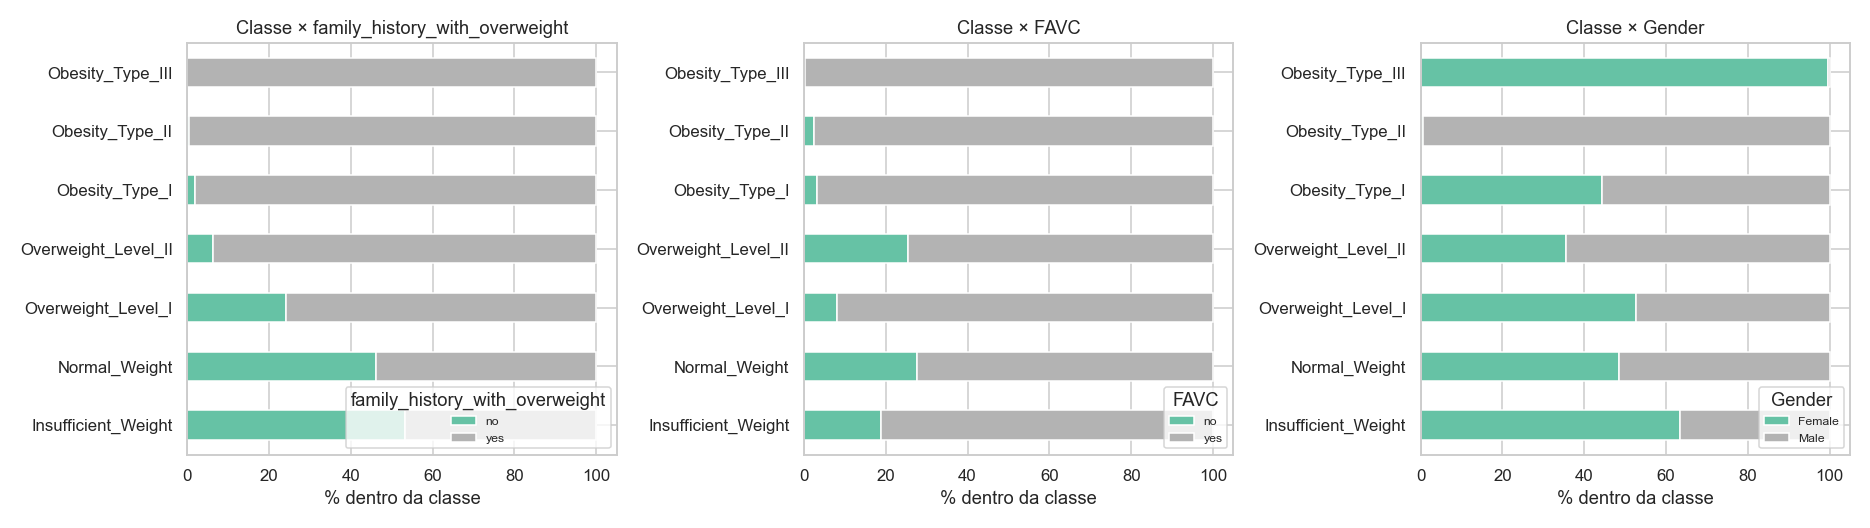 Classe × family_history_with_overweight
Obesity_Type_III
Obesity_Type_II
Obesity_Type_I
Overweight_Level_II
Overweight_Level_I
Normal_Weight
Insufficient_Weight
family_history_with_overweight
no
yes
0 20 40 60 80 100
% dentro da classe
Classe × FAVC
Obesity_Type_III
Obesity_Type_II
Obesity_Type_I
Overweight_Level_II
Overweight_Level_I
Normal_Weight
Insufficient_Weight
FAVC
no
yes
0 20 40 60 80 100
% dentro da classe
Classe × Gender
Obesity_Type_III
Obesity_Type_II
Obesity_Type_I
Overweight_Level_II
Overweight_Level_I
Normal_Weight
Insufficient_Weight
Gender
Female
Male
0 20 40 60 80 100
% dentro da classe